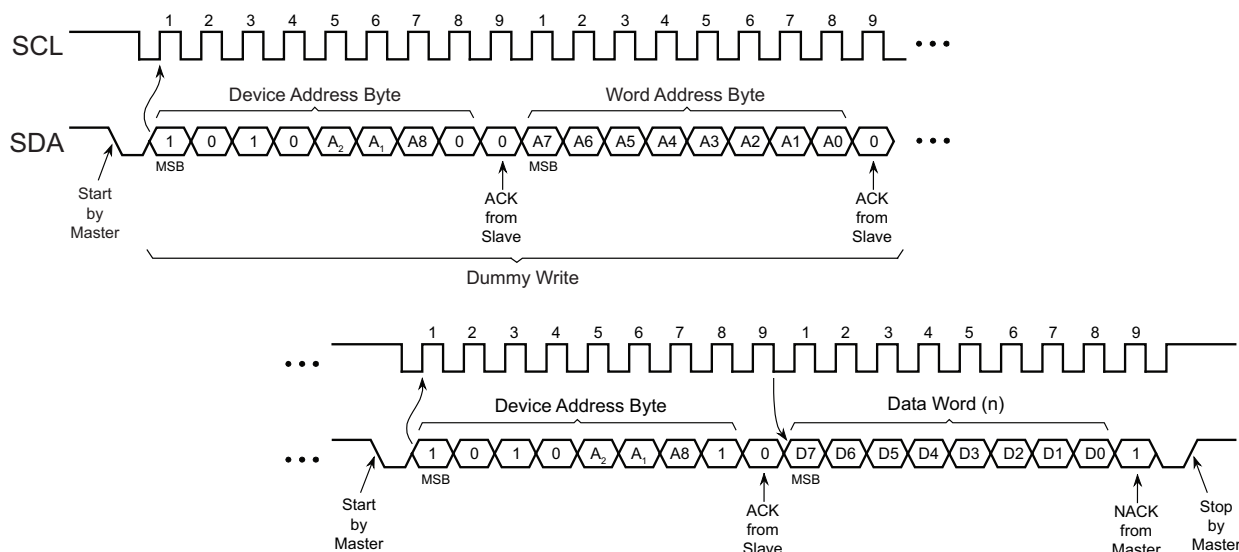 1 2 3 4 5 6 7 8 9 1 2 3 4 5 6 7 8 9
SCL
Device Address Byte Word Address Byte
SDA 1 0 1 0 A2 A1 A8 0 0 A7 A6 A5 A4 A3 A2 A1 A0 0
MSB MSB
Start
by
Master
ACK
from
Slave
ACK
from
Slave
Dummy Write
1 2 3 4 5 6 7 8 9 1 2 3 4 5 6 7 8 9
Device Address Byte Data Word (n)
1 0 1 0 A2 A1 A8 1 0 D7 D6 D5 D4 D3 D2 D1 D0 1
MSB MSB
Start
by
Master
ACK
from
Slave
NACK
from
Master
Stop
by
Master